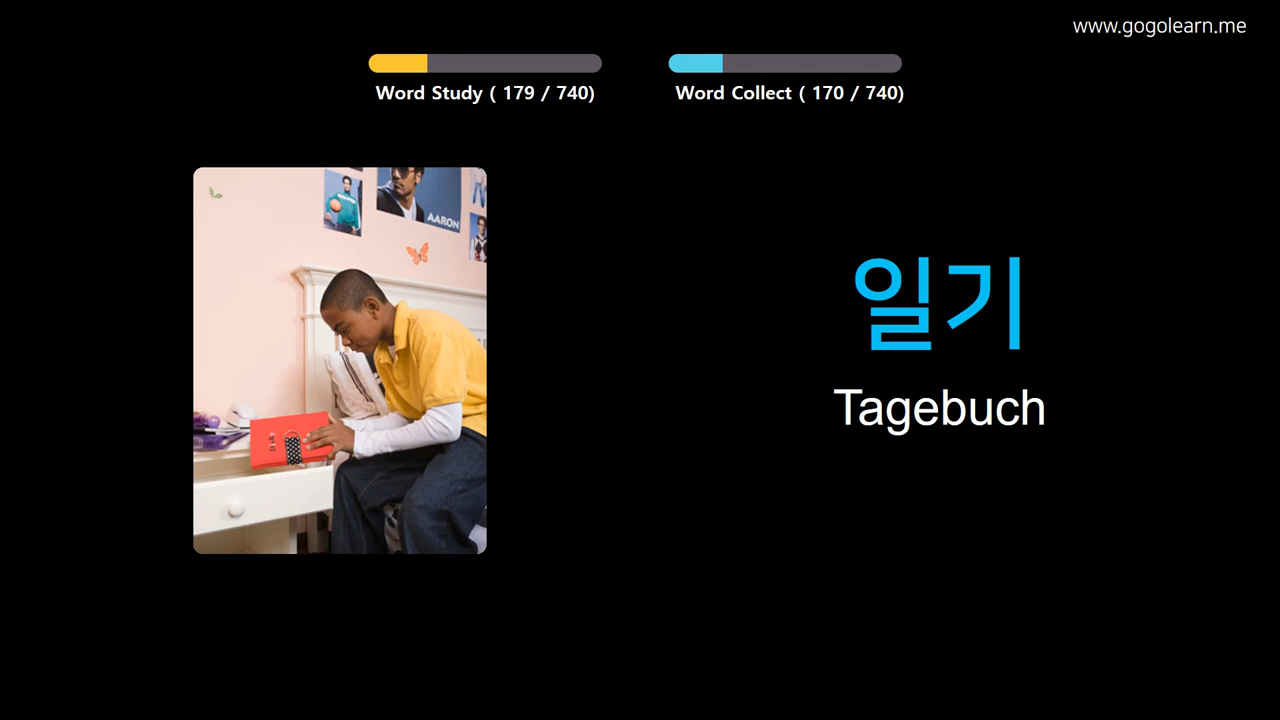 www.gogolearn.me
Word Study ( 179 / 740)
Word Collect ( 170 / 740)
AARON
일기
Tagebuch